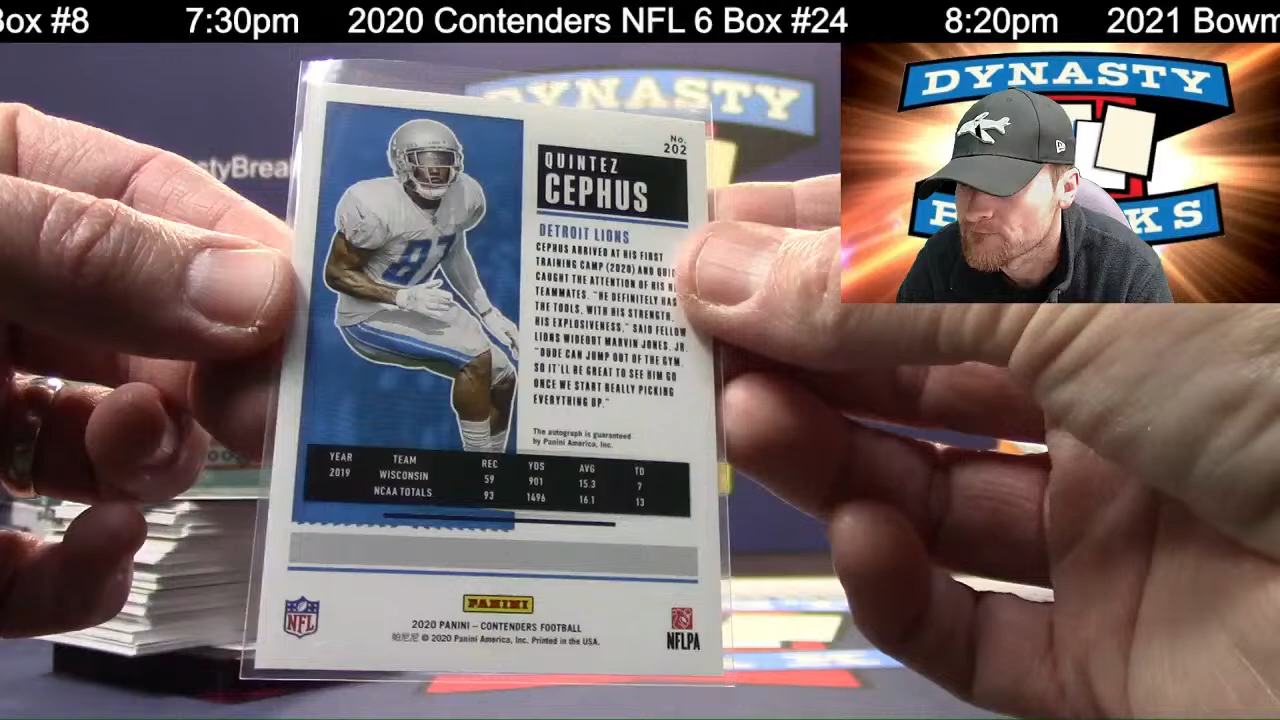 Box #8 7:30pm 2020 Contenders NFL 6 Box #24 8:20pm 2021 Bowm
DYNASTY
DYNASTY
KS
tyBrea
No.
202
QUINTEZ
CEPHUS
DETROIT LIONS
CEPHUS ARRIVED AT HIS FIRST
TRAINING CAMP (2020) AND
CAUGHT THE ATTENTION OF HIS
TEAMMATES. "HE DEFINITELY HAS
THE TOOLS, WITH HIS STRENGTH,
HIS EXPLOSIVENESS," SAID FELLOW
LIONS WIDEOUT MARVIN JONES, JR.
"DUDE CAN JUMP OUT OF THE GYM.
SO IT'LL BE GREAT TO SEE HIM GO
ONCE WE START REALLY PICKING
EVERYTHING UP."
The autograph is guaranteed
by Panini America, Inc.
YEAR TEAM REC YDS AVG TD
2019 WISCONSIN 59 901 15.3 7
NCAA TOTALS 93 1496 16.1 13
87
NFL
PANINI
2020 PANINI – CONTENDERS FOOTBALL
帕尼尼 © 2020 Panini America, Inc. Printed in the USA.
NFLPA